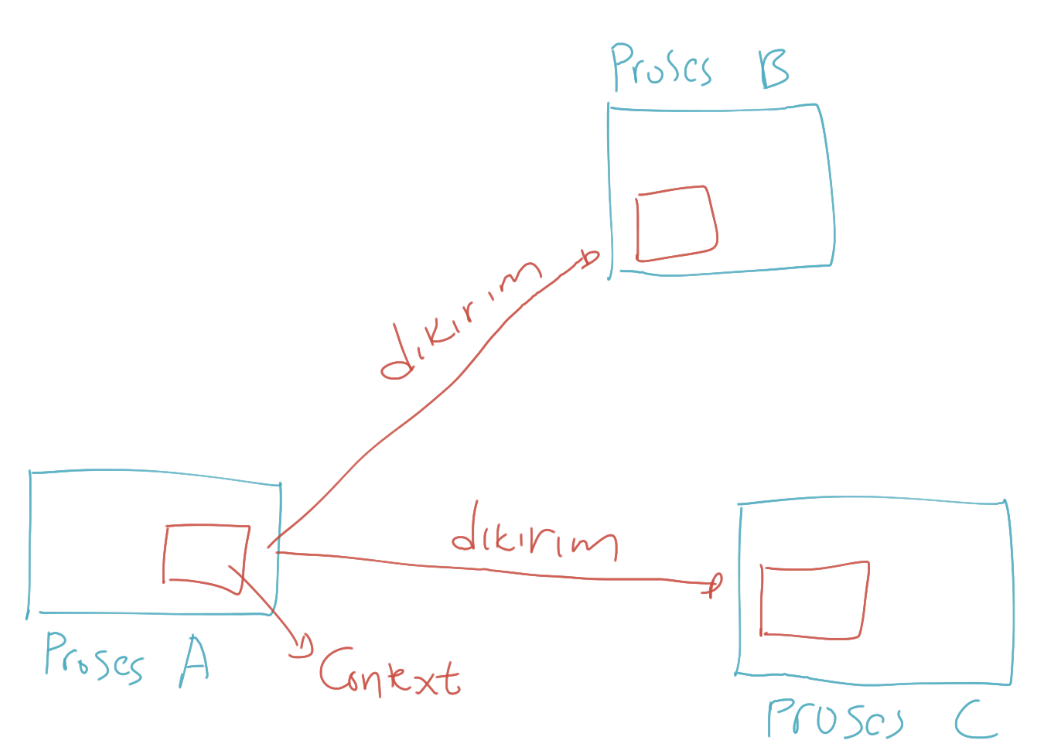 Proses B
dikirim
dikirim
Proses A
Context
Proses C